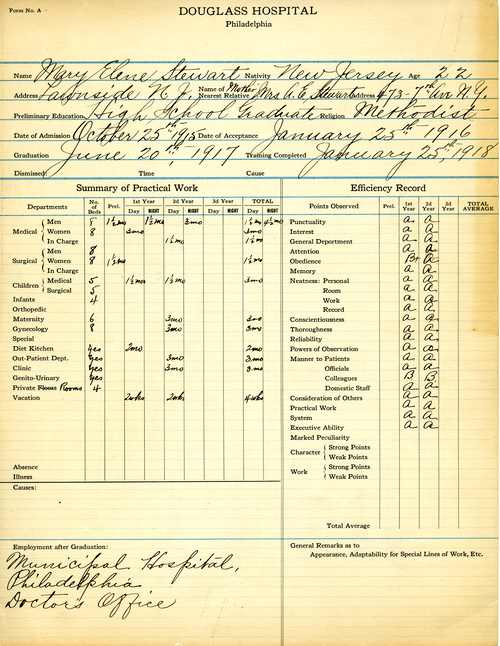 Form No. A
DOUGLASS HOSPITAL
Philadelphia
Name Mary Elene Stewart Nativity New Jersey Age 22
Address Lawnside N. J. Name of Mother Nearest Relative Mrs A. E. Stewart Address 473-7th Ave N.Y.
Preliminary Education High School Graduate Religion Methodist
Date of Admission October 25th 1915 Date of Acceptance January 25th 1916
Graduation June 20th 1917 Training Completed January 25th, 1918
Dismissed: Time Cause
Summary of Practical Work Efficiency Record
Departments No. of Beds Prel. 1st Year 2d Year 3d Year TOTAL Points Observed Prel. 1st Year 2d Year 3d Year TOTAL AVERAGE
Day NIGHT Day NIGHT Day NIGHT Day NIGHT
Medical Men 8 1½mo 1½mo 3mo 1½mo 4½mo Punctuality a a
Women 8 3mo 3mo Interest a a
In Charge 1½mo 1½mo General Department a a
Surgical Men 8 Attention a a
Women 8 1½mo 1½mo Obedience B+ a
In Charge Memory a a
Children Medical 5 1½mo 1½mo 3mo Neatness: Personal a a
Surgical 5 Room a a
Infants 4 Work a a
Orthopedic Record a a
Maternity 6 3mo 3mo Conscientiousness a a
Gynecology 8 3mo 3mo Thoroughness a a
Special Reliability a a
Diet Kitchen yes 2mo 2mo Powers of Observation a a
Out-Patient Dept. yes 3mo 3mo Manner to Patients a a
Clinic yes 3mo 3mo Officials a a
Genito-Urinary yes Colleagues B B
Private Floors Rooms 4 Domestic Staff a a
Vacation 2wks 2wks 4wks Consideration of Others a a
Practical Work a a
System a a
Executive Ability a a
Marked Peculiarity
Character Strong Points
Weak Points
Absence Work Strong Points
Illness Weak Points
Causes:
Total Average
Employment after Graduation: General Remarks as to
Appearance, Adaptability for Special Lines of Work, Etc.
Municipal Hospital,
Philadelphia
Doctor's Office